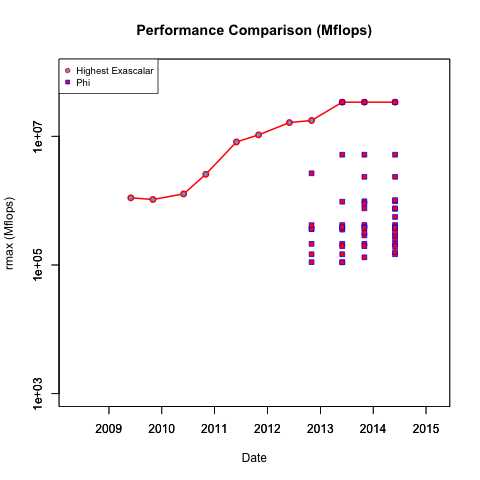 Performance Comparison (Mflops)
Highest Exascalar
Phi
rmax (Mflops)
1e+07
1e+05
1e+03
2009 2010 2011 2012 2013 2014 2015
Date